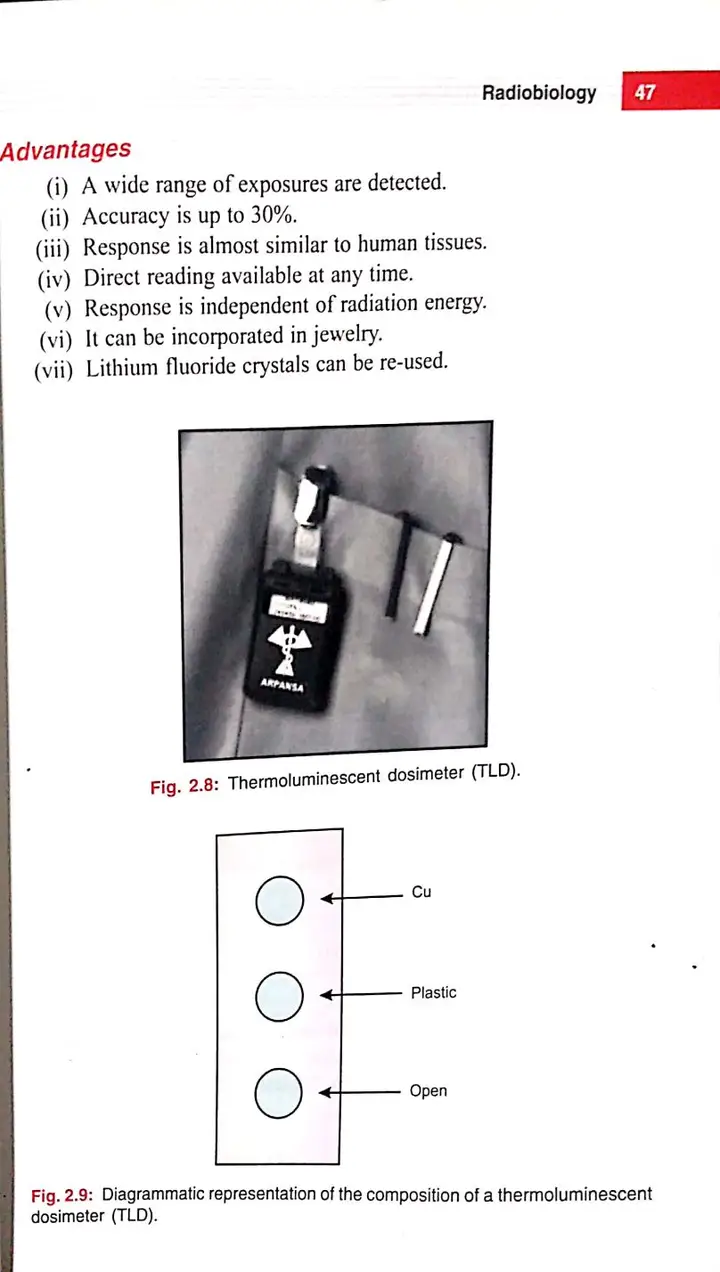 Radiobiology 47
Advantages
(i) A wide range of exposures are detected.
(ii) Accuracy is up to 30%.
(iii) Response is almost similar to human tissues.
(iv) Direct reading available at any time.
(v) Response is independent of radiation energy.
(vi) It can be incorporated in jewelry.
(vii) Lithium fluoride crystals can be re-used.
ARPANSA
Fig. 2.8: Thermoluminescent dosimeter (TLD).
Cu
Plastic
Open
Fig. 2.9: Diagrammatic representation of the composition of a thermoluminescent
dosimeter (TLD).